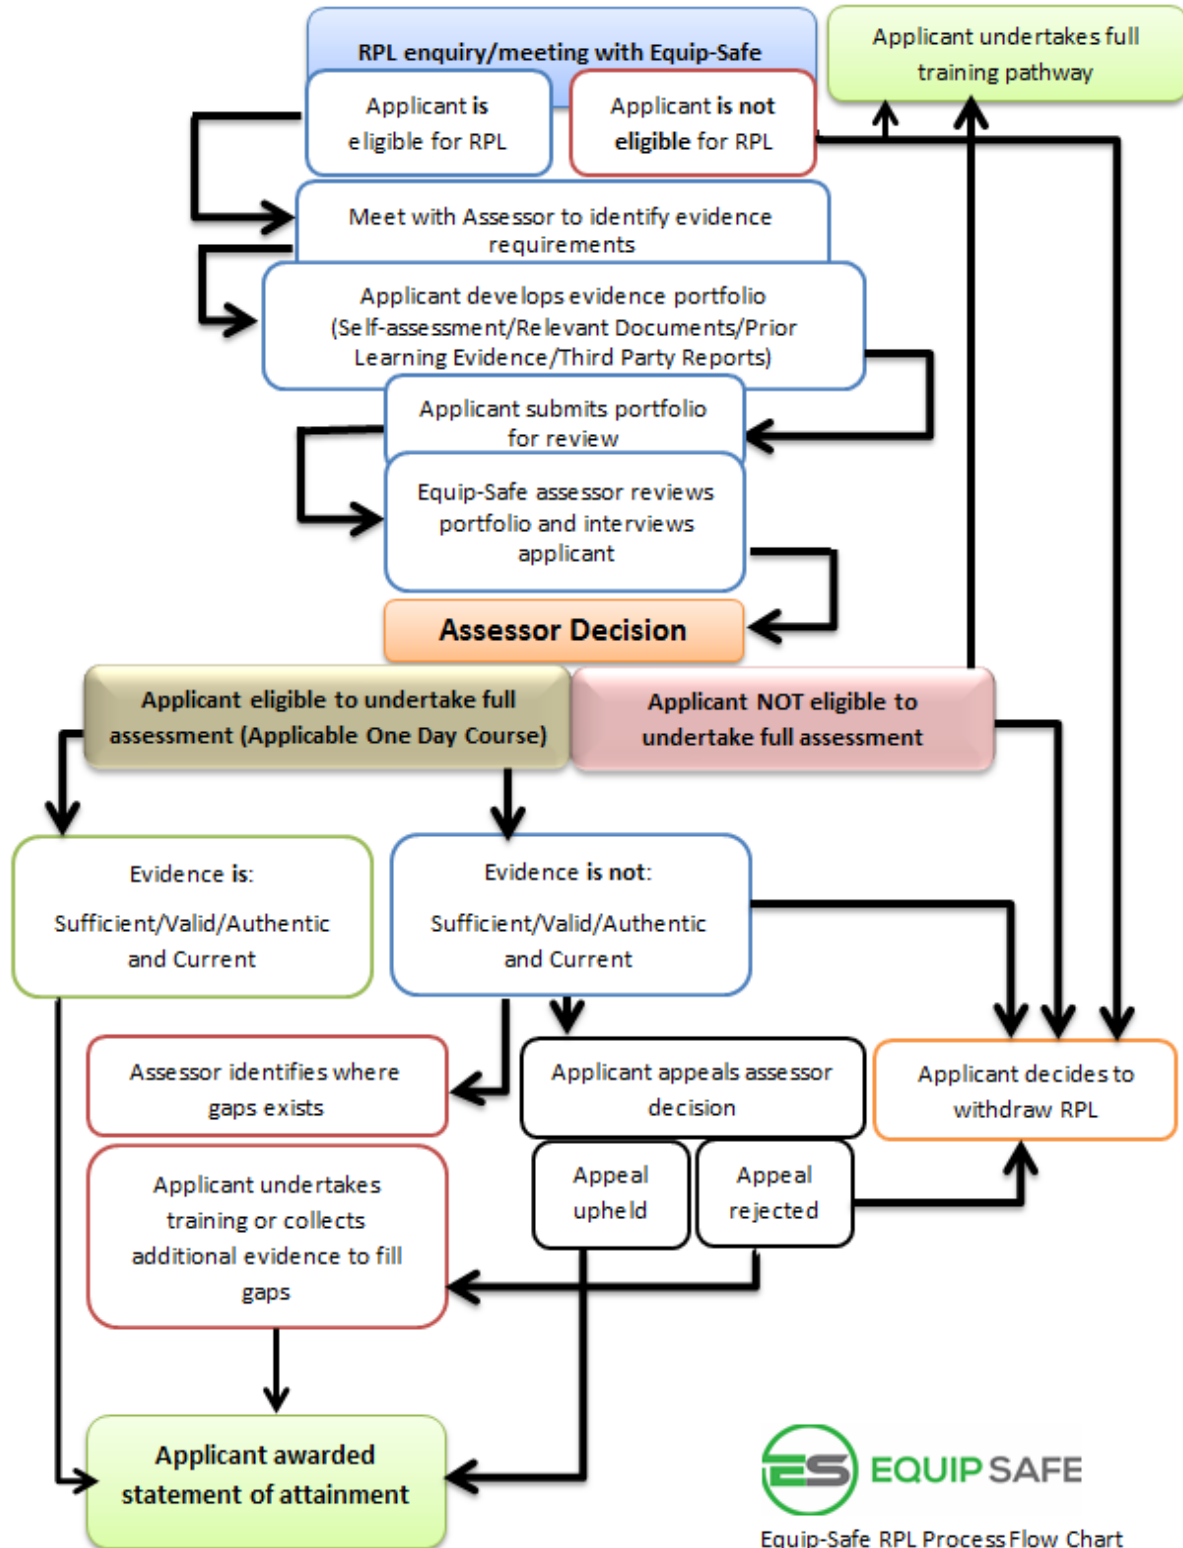 RPL enquiry/meeting with Equip-Safe
Applicant undertakes full
training pathway
Applicant is
eligible for RPL
Applicant is not
eligible for RPL
Meet with Assessor to identify evidence
requirements
Applicant develops evidence portfolio
(Self-assessment/Relevant Documents/Prior
Learning Evidence/Third Party Reports)
Applicant submits portfolio
for review
Equip-Safe assessor reviews
portfolio and interviews
applicant
Assessor Decision
Applicant eligible to undertake full
assessment (Applicable One Day Course)
Applicant NOT eligible to
undertake full assessment
Evidence is:
Sufficient/Valid/Authentic
and Current
Evidence is not:
Sufficient/Valid/Authentic
and Current
Assessor identifies where
gaps exists
Applicant appeals assessor
decision
Applicant decides to
withdraw RPL
Applicant undertakes
training or collects
additional evidence to fill
gaps
Appeal
upheld
Appeal
rejected
Applicant awarded
statement of attainment
ES EQUIP SAFE
Equip-Safe RPL Process Flow Chart